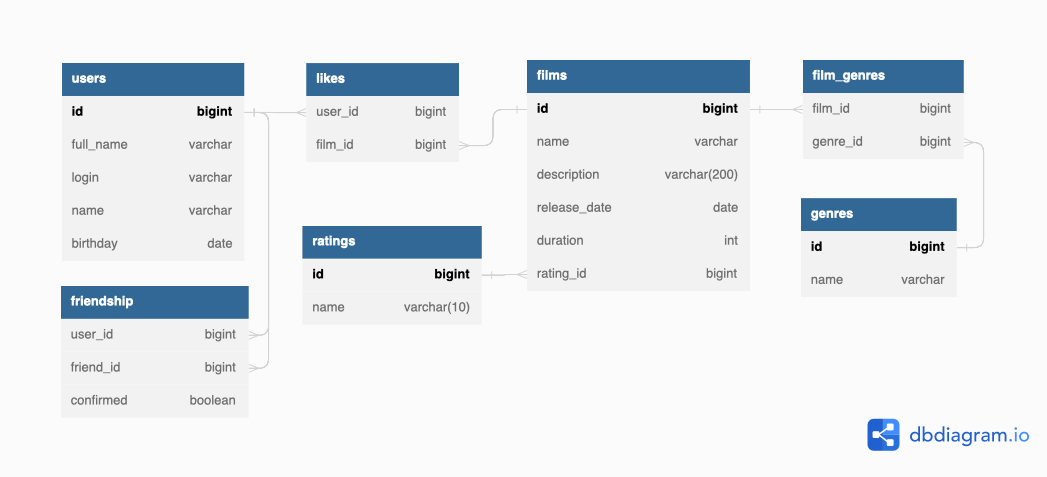 users
id bigint
full_name varchar
login varchar
name varchar
birthday date
likes
user_id bigint
film_id bigint
films
id bigint
name varchar
description varchar(200)
release_date date
duration int
rating_id bigint
film_genres
film_id bigint
genre_id bigint
ratings
id bigint
name varchar(10)
genres
id bigint
name varchar
friendship
user_id bigint
friend_id bigint
confirmed boolean
dbdiagram.io